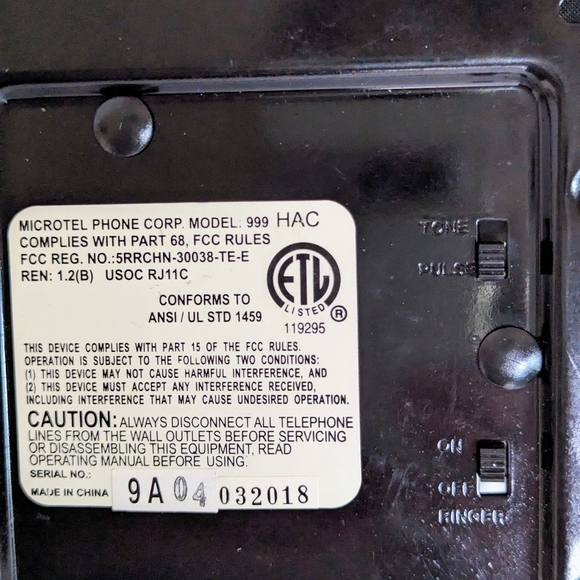 MICROTEL PHONE CORP. MODEL: 999 HAC
COMPLIES WITH PART 68, FCC RULES
FCC REG. NO.:5RRCHN-30038-TE-E
REN: 1.2(B) USOC RJ11C
CONFORMS TO
ANSI / UL STD 1459
ETL
LISTED
®
119295
THIS DEVICE COMPLIES WITH PART 15 OF THE FCC RULES.
OPERATION IS SUBJECT TO THE FOLLOWING TWO CONDITIONS:
(1) THIS DEVICE MAY NOT CAUSE HARMFUL INTERFERENCE, AND
(2) THIS DEVICE MUST ACCEPT ANY INTERFERENCE RECEIVED,
INCLUDING INTERFERENCE THAT MAY CAUSE UNDESIRED OPERATION.
CAUTION: ALWAYS DISCONNECT ALL TELEPHONE
LINES FROM THE WALL OUTLETS BEFORE SERVICING
OR DISASSEMBLING THIS EQUIPMENT, READ
OPERATING MANUAL BEFORE USING.
SERIAL NO.:
MADE IN CHINA 9A04 032018
TONE
PULSE
ON
OFF
RINGER